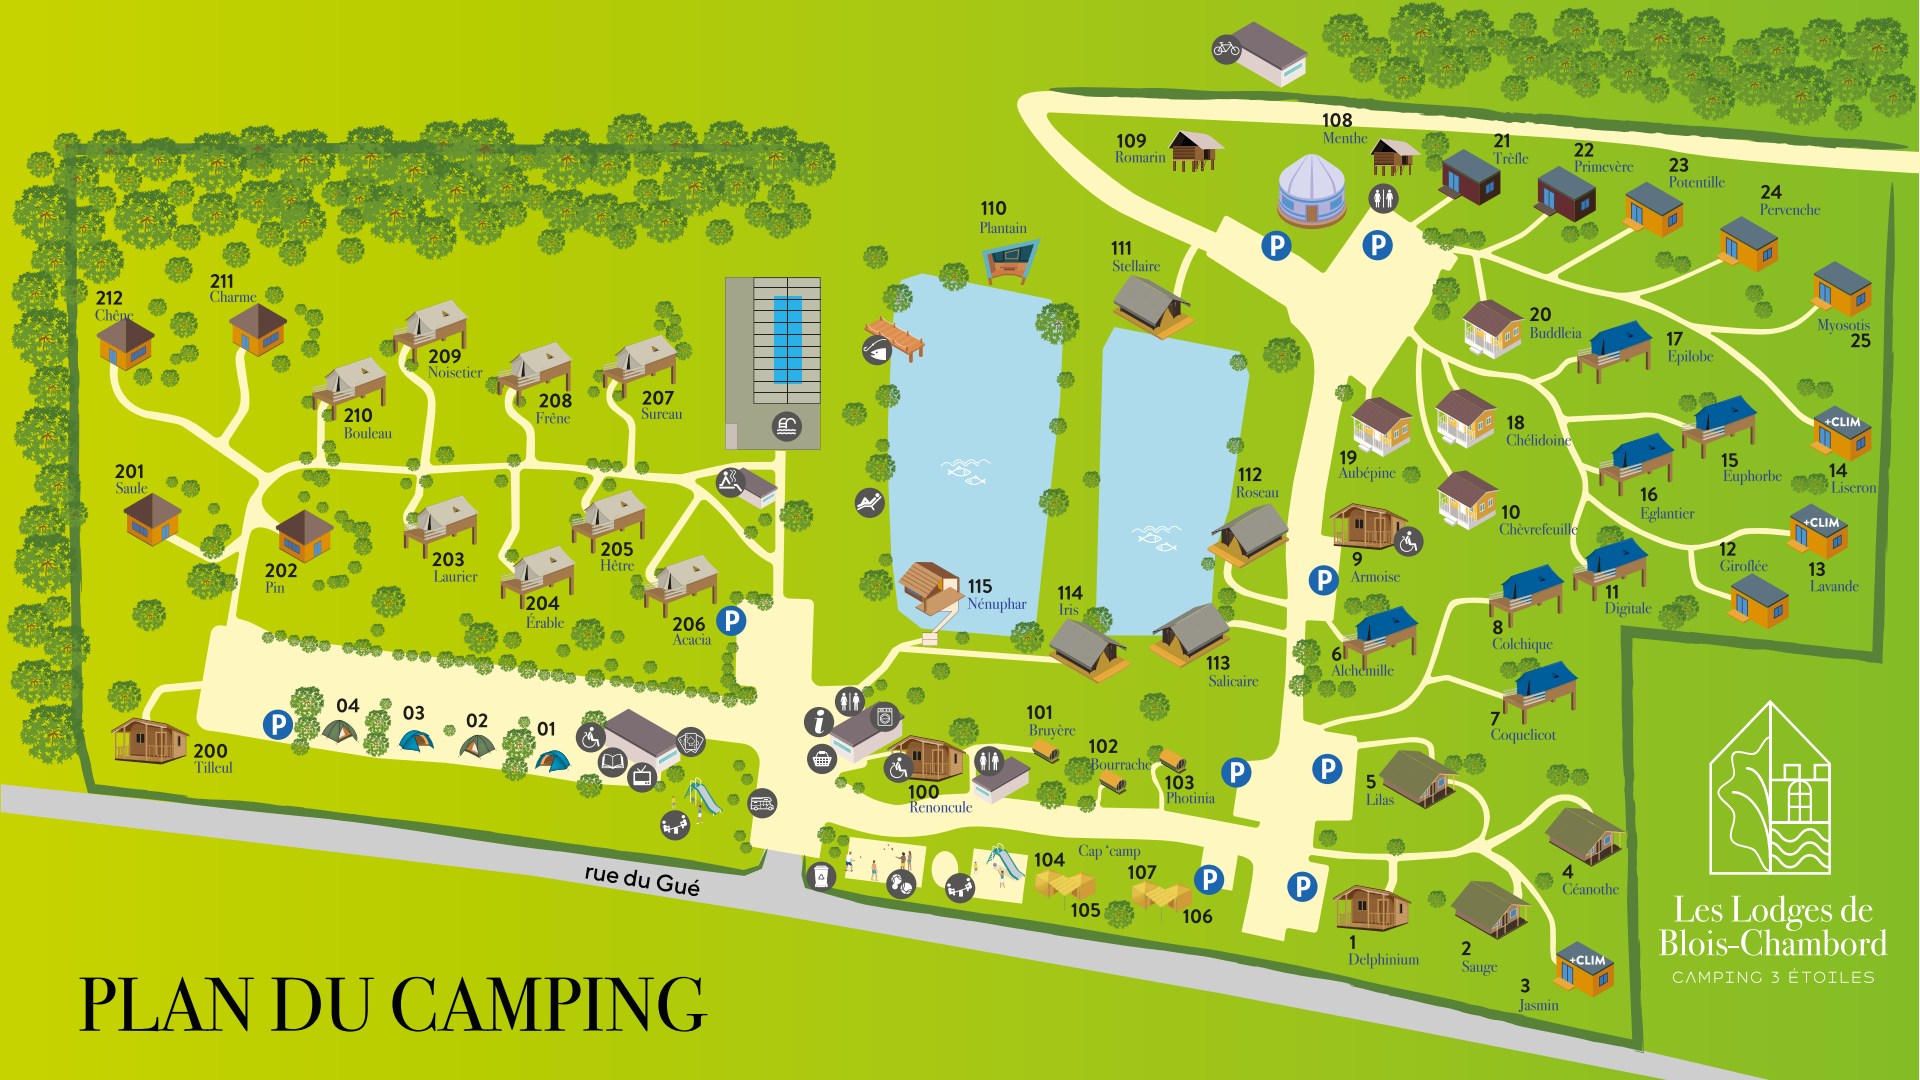 108
Menthe
109
Romarin
21
Trèfle
22
Primevère
23
Potentille
24
Pervenche
110
Plantain
111
Stellaire
212
Chêne
211
Charme
209
Noisetier
210
Bouleau
208
Frêne
207
Sureau
20
Buddleia
17
Epilobe
Myosotis
25
201
Saule
202
Pin
203
Laurier
204
Érable
205
Hêtre
206
Acacia
112
Roseau
19
Aubépine
18
Chélidoine
10
Chèvrefeuille
16
Eglantier
15
Euphorbe
+CLIM
14
Liseron
+CLIM
13
Lavande
12
Giroflée
11
Digitale
9
Armoise
8
Colchique
7
Coquelicot
6
Alchemille
115
Nénuphar
114
Iris
113
Salicaire
P
P
P
P
P
P
P
P
P
200
Tilleul
04
03
02
01
i
101
Bruyère
102
Bourrache
103
Photinia
100
Renoncule
5
Lilas
4
Céanothe
Cap 'camp
104
105
107
106
1
Delphinium
2
Sauge
+CLIM
3
Jasmin
rue du Gué
PLAN DU CAMPING
Les Lodges de
Blois-Chambord
CAMPING 3 ÉTOILES